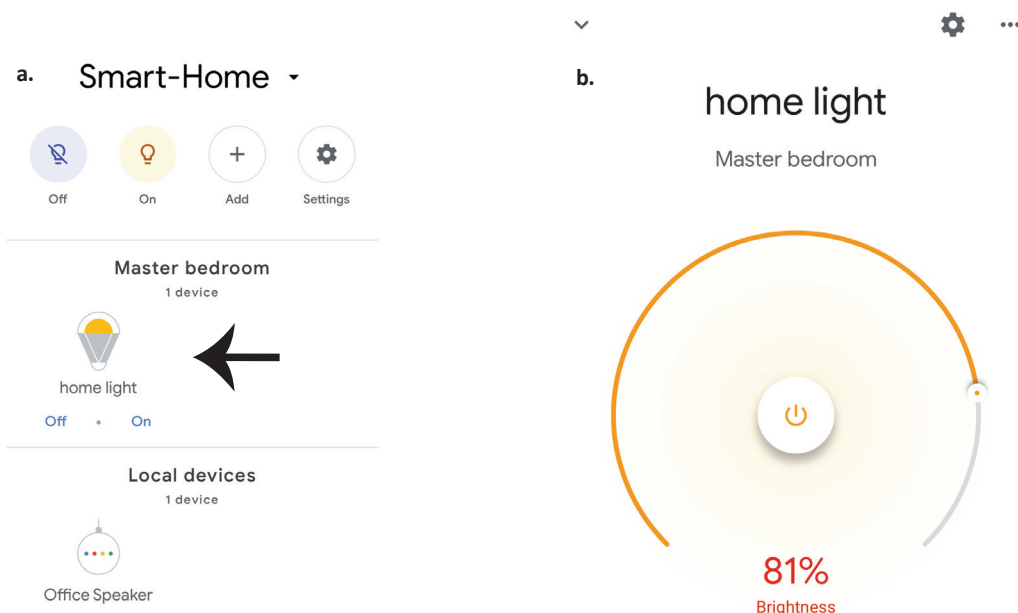 a.
Smart-Home
Off
On
Add
Settings
Master bedroom
1 device
home light
Off • On
Local devices
1 device
Office Speaker
b.
home light
Master bedroom
81%
Brightness